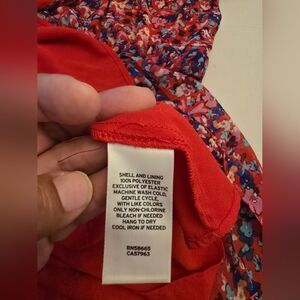 SHELL AND LINING
100% POLYESTER
EXCLUSIVE OF ELASTIC
MACHINE WASH COLD,
GENTLE CYCLE,
WITH LIKE COLORS
ONLY NON-CHLORINE
BLEACH IF NEEDED
HANG TO DRY
COOL IRON IF NEEDED
RN58665
CA57963